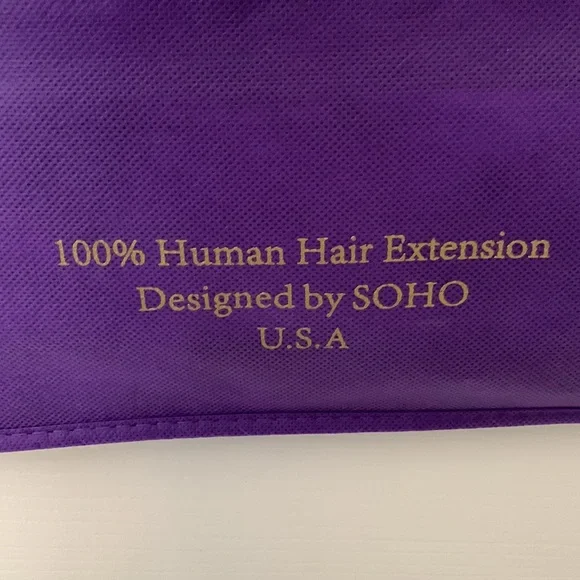 100% Human Hair Extension
Designed by SOHO
U.S.A